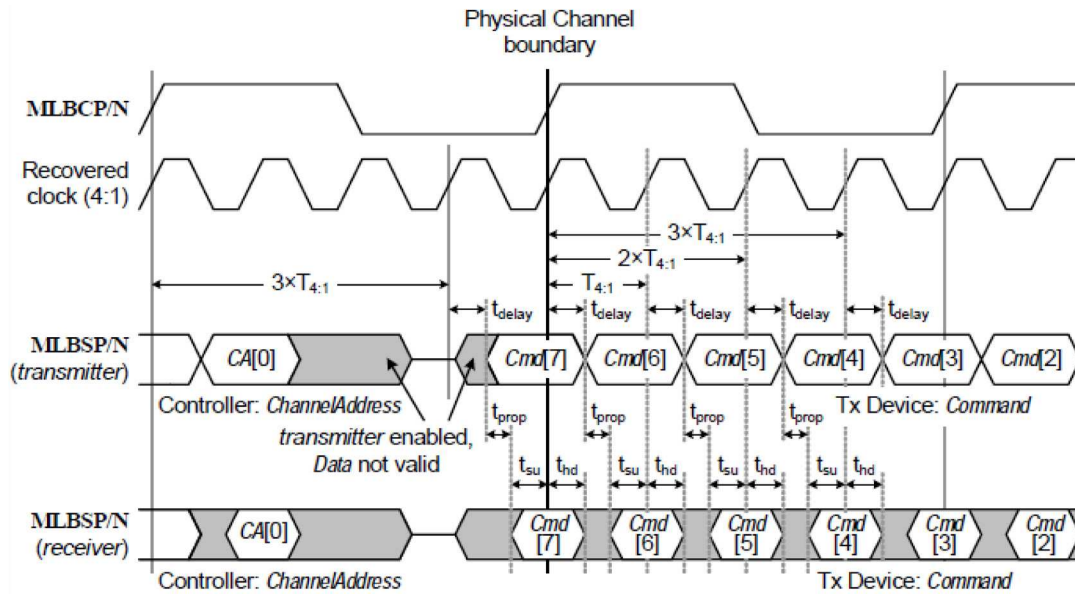 Physical Channel
boundary
MLBCP/N
Recovered
clock (4:1)
3×T4:1
2×T4:1
3×T4:1
T4:1
tdelay tdelay tdelay tdelay tdelay
MLBSP/N
(transmitter)
CA[0] Cmd[7] Cmd[6] Cmd[5] Cmd[4] Cmd[3] Cmd[2]
Controller: ChannelAddress
Tx Device: Command
transmitter enabled,
Data not valid
tprop tprop tprop tprop
tsu thd tsu thd tsu thd tsu thd
MLBSP/N
(receiver)
CA[0] Cmd [7] Cmd [6] Cmd [5] Cmd [4] Cmd [3] Cmd [2]
Controller: ChannelAddress
Tx Device: Command